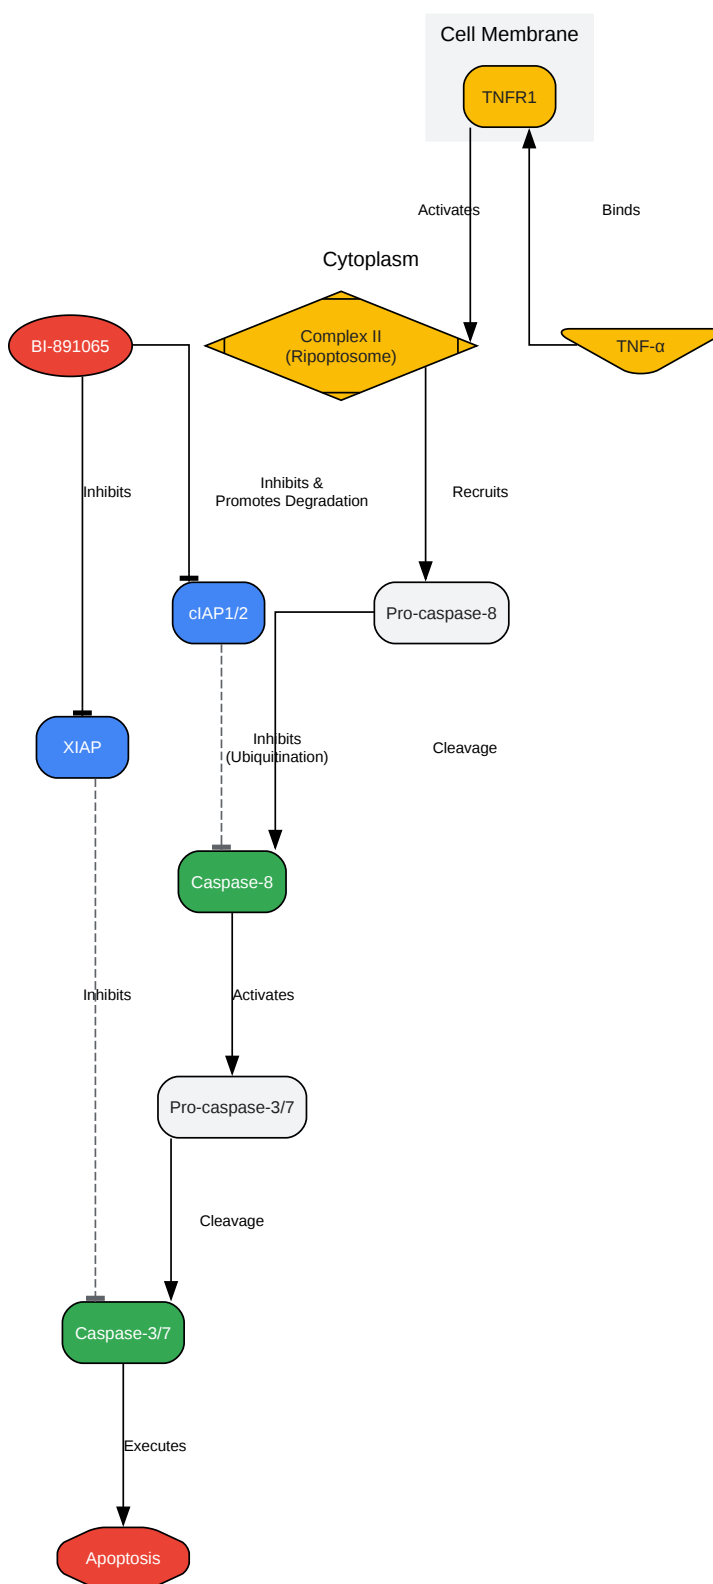 Cell Membrane
TNFR1
Activates
Binds
Cytoplasm
BI-891065
Complex II
(Ripoptosome)
TNF-α
Inhibits
Inhibits &
Promotes Degradation
Recruits
cIAP1/2
Pro-caspase-8
XIAP
Inhibits
(Ubiquitination)
Cleavage
Caspase-8
Inhibits
Activates
Pro-caspase-3/7
Cleavage
Caspase-3/7
Executes
Apoptosis